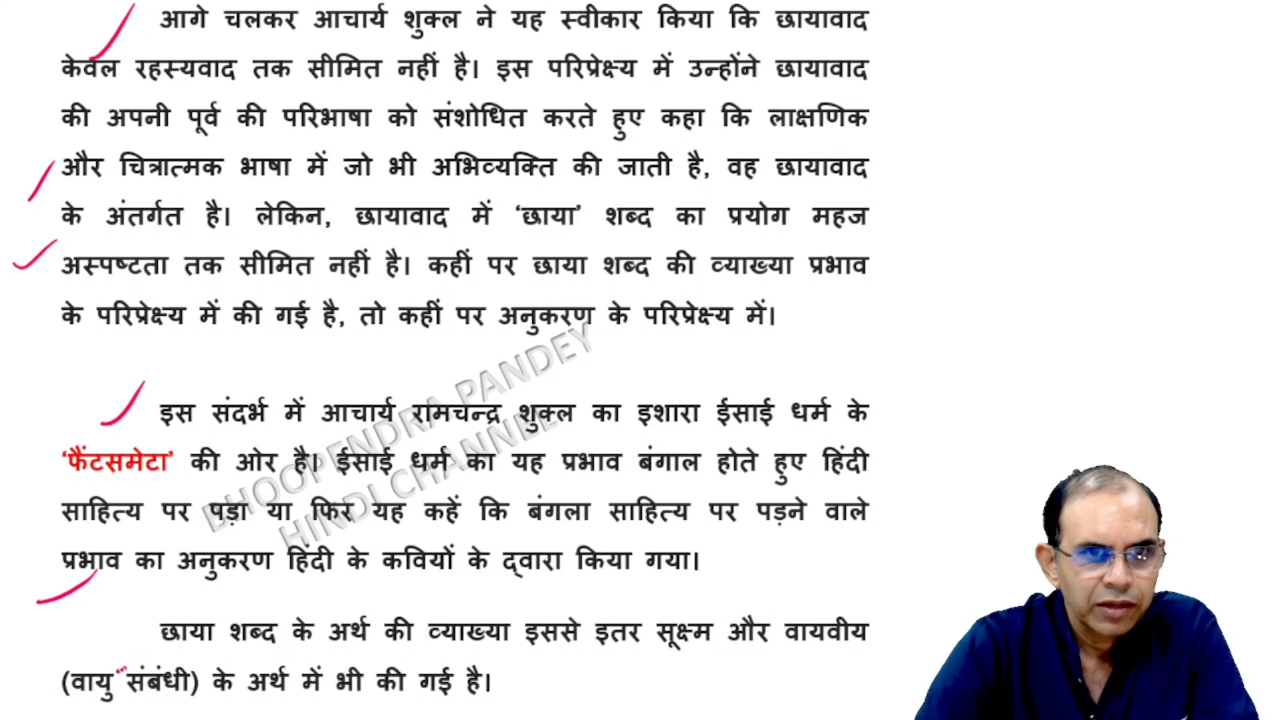 आगे चलकर आचार्य शुक्ल ने यह स्वीकार किया कि छायावाद
केवल रहस्यवाद तक सीमित नहीं है। इस परिप्रेक्ष्य में उन्होंने छायावाद
की अपनी पूर्व की परिभाषा को संशोधित करते हुए कहा कि लाक्षणिक
और चित्रात्मक भाषा में जो भी अभिव्यक्ति की जाती है, वह छायावाद
के अंतर्गत है। लेकिन, छायावाद में ‘छाया’ शब्द का प्रयोग महज
अस्पष्टता तक सीमित नहीं है। कहीं पर छाया शब्द की व्याख्या प्रभाव
के परिप्रेक्ष्य में की गई है, तो कहीं पर अनुकरण के परिप्रेक्ष्य में।
इस संदर्भ में आचार्य रामचन्द्र शुक्ल का इशारा ईसाई धर्म के
‘फैंटसमेटा’ की ओर है। ईसाई धर्म का यह प्रभाव बंगाल होते हुए हिंदी
साहित्य पर पड़ा या फिर यह कहें कि बंगला साहित्य पर पड़ने वाले
प्रभाव का अनुकरण हिंदी के कवियों के द्वारा किया गया।
छाया शब्द के अर्थ की व्याख्या इससे इतर सूक्ष्म और वायवीय
(वायु संबंधी) के अर्थ में भी की गई है।
DHOOPENDRA PANDEY
HINDI CHANNEL